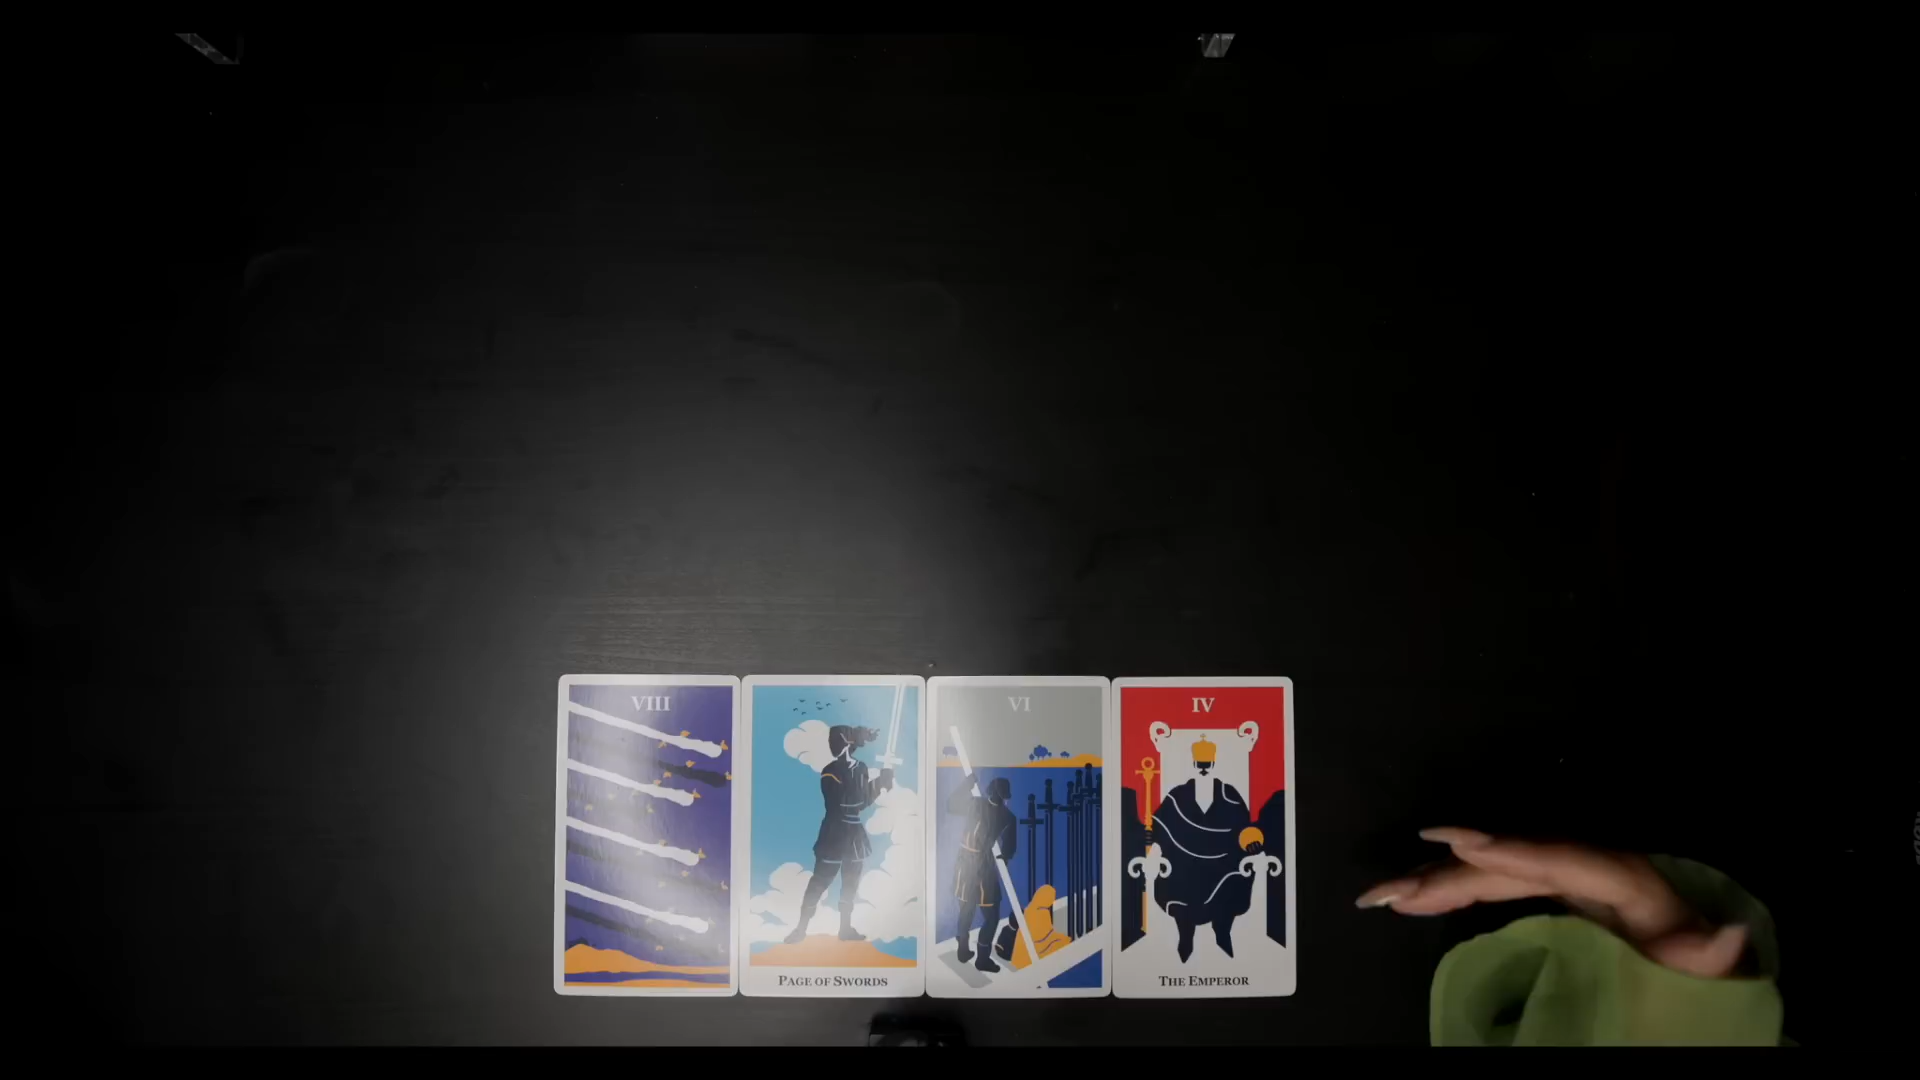 VIII
VI
IV
PAGE OF SWORDS
THE EMPEROR